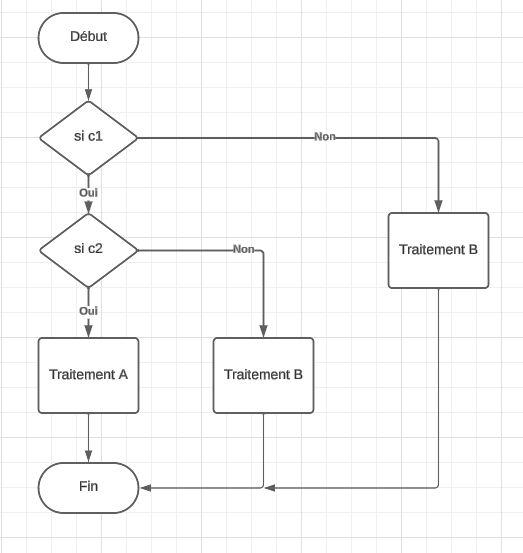 Début
si c1
Non
Oui
si c2
Non
Traitement B
Oui
Traitement A
Traitement B
Fin